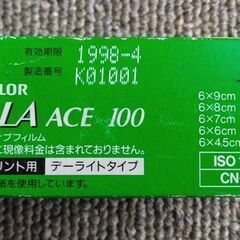 有効期限 1998-4
製造番号 K01001
LOR
LA ACE 100
ブフィルム
に現像料金は含まれておりません
リント用 デーライトタイプ
紙を使用しています
6×9cm
6×8cm
6×7cm
6×6cm
6×4.5cm
ISO
CN